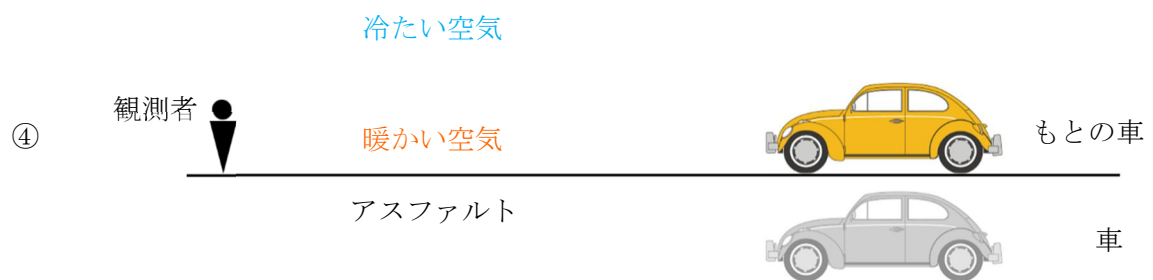 冷たい空気
観測者
④
暖かい空気
もとの車
アスファルト
車